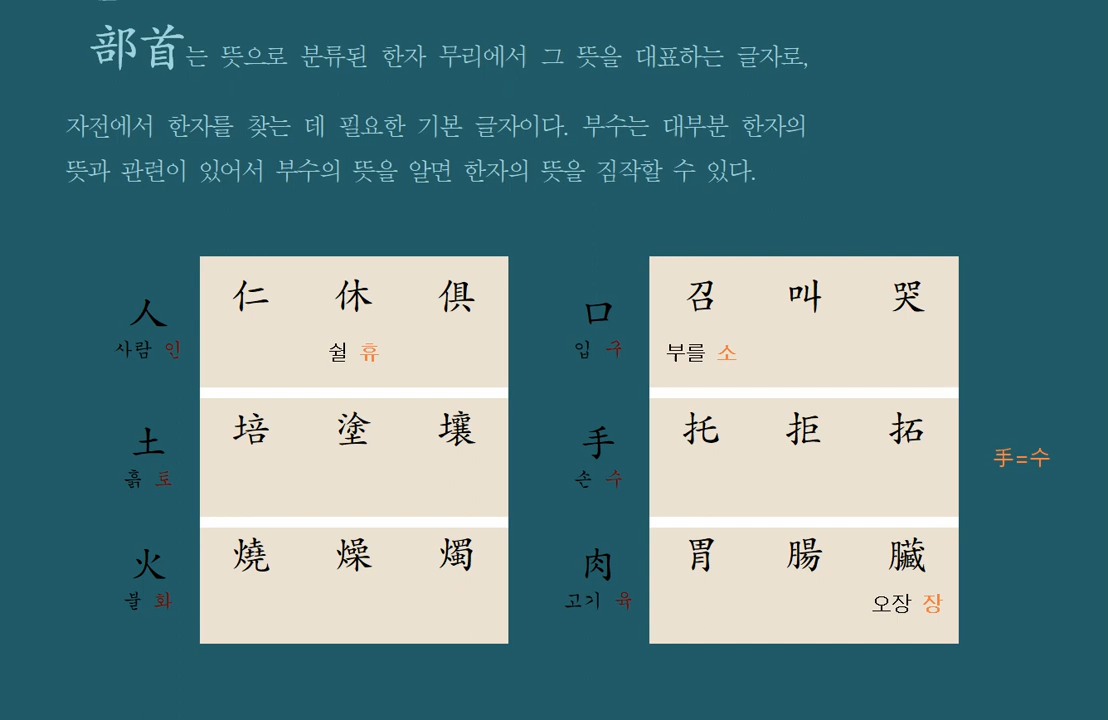 部首는 뜻으로 분류된 한자 무리에서 그 뜻을 대표하는 글자로,
자전에서 한자를 찾는 데 필요한 기본 글자이다. 부수는 대부분 한자의
뜻과 관련이 있어서 부수의 뜻을 알면 한자의 뜻을 짐작할 수 있다.
人
사람 인
仁 休 俱
쉴 휴
口
입 구
召 叫 哭
부를 소
土
흙 토
培 塗 壤
手
손 수
托 拒 拓
手=수
火
불 화
燒 燥 燭
肉
고기 육
胃 腸 臟
오장 장